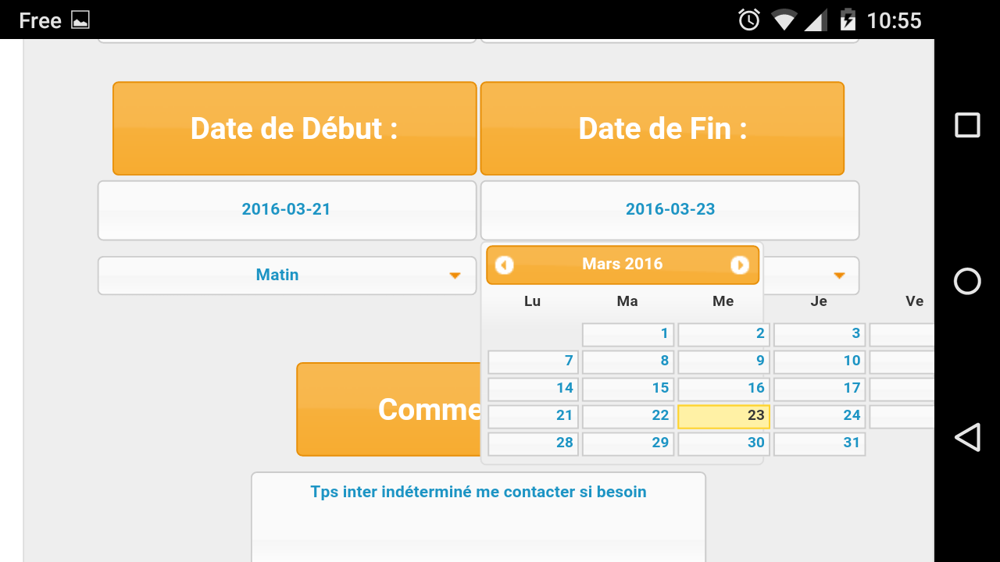 Free 10:55
Date de Début : Date de Fin :
2016-03-21 2016-03-23
Matin
Mars 2016
Lu Ma Me Je Ve
1 2 3
7 8 9 10
14 15 16 17
21 22 23 24
28 29 30 31
Comme
Tps inter indéterminé me contacter si besoin